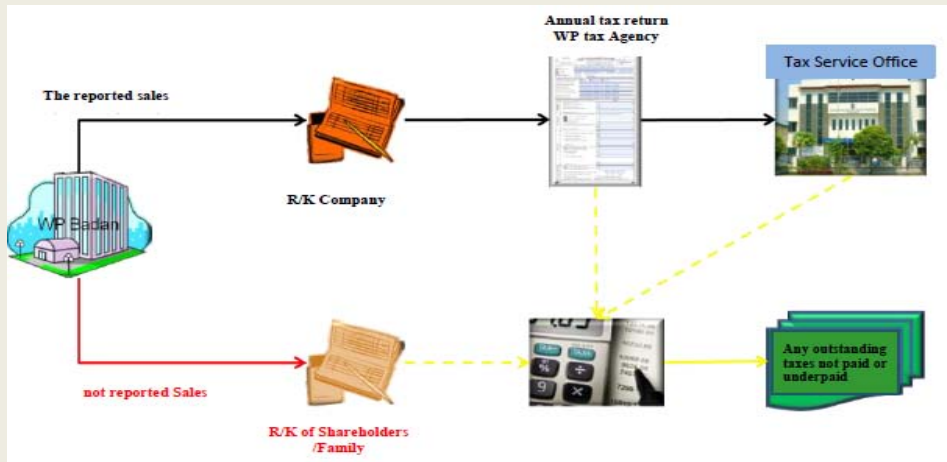 Annual tax return
WP tax Agency
Tax Service Office
The reported sales
R/K Company
WP Badan
not reported Sales
R/K of Shareholders
/Family
Any outstanding
taxes not paid or
underpaid